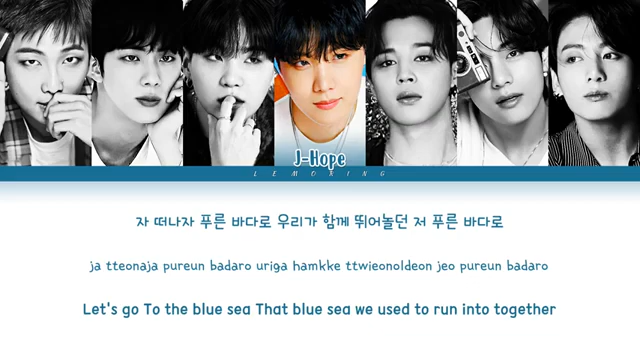 J-Hope
LEMORING
자 떠나자 푸른 바다로 우리가 함께 뛰어놀던 저 푸른 바다로
ja tteonaja pureun badaro uriga hamkke ttwieonoldeon jeo pureun badaro
Let's go To the blue sea That blue sea we used to run into together